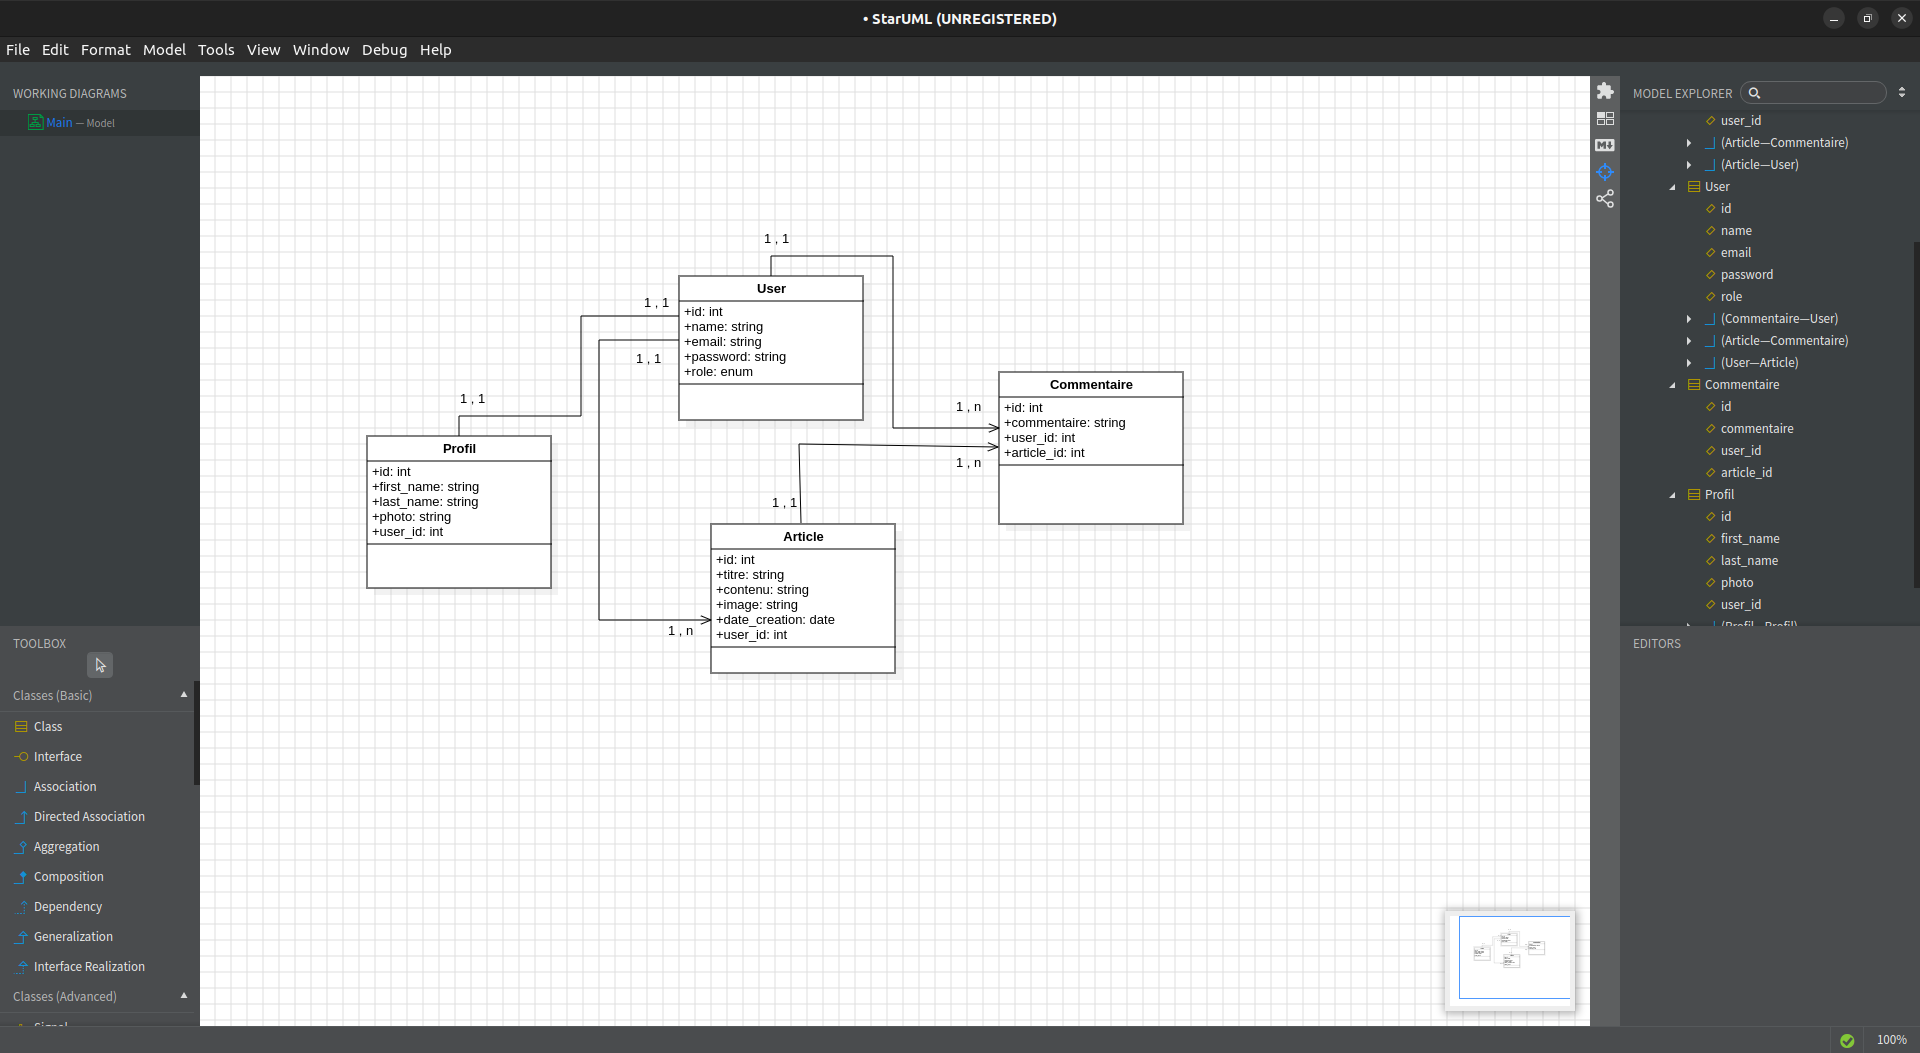 • StarUML (UNREGISTERED)
File Edit Format Model Tools View Window Debug Help
WORKING DIAGRAMS
Main — Model
TOOLBOX
Classes (Basic)
Class
Interface
Association
Directed Association
Aggregation
Composition
Dependency
Generalization
Interface Realization
Classes (Advanced)
Signal
1 , 1
User
+id: int
+name: string
+email: string
+password: string
+role: enum
1 , 1
1 , 1
1 , 1
Profil
+id: int
+first_name: string
+last_name: string
+photo: string
+user_id: int
Commentaire
+id: int
+commentaire: string
+user_id: int
+article_id: int
1 , n
1 , n
1 , 1
Article
+id: int
+titre: string
+contenu: string
+image: string
+date_creation: date
+user_id: int
1 , n
MODEL EXPLORER
user_id
(Article—Commentaire)
(Article—User)
User
id
name
email
password
role
(Commentaire—User)
(Article—Commentaire)
(User—Article)
Commentaire
id
commentaire
user_id
article_id
Profil
id
first_name
last_name
photo
user_id
(Profil—Profil)
EDITORS
100%